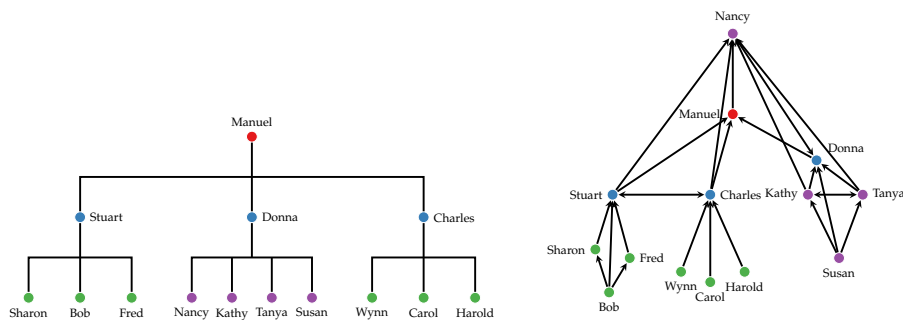 Manuel
Stuart
Donna
Charles
Sharon Bob Fred Nancy Kathy Tanya Susan Wynn Carol Harold
Nancy
Manuel
Donna
Stuart Charles Kathy Tanya
Sharon Fred
Susan
Wynn Harold
Carol
Bob